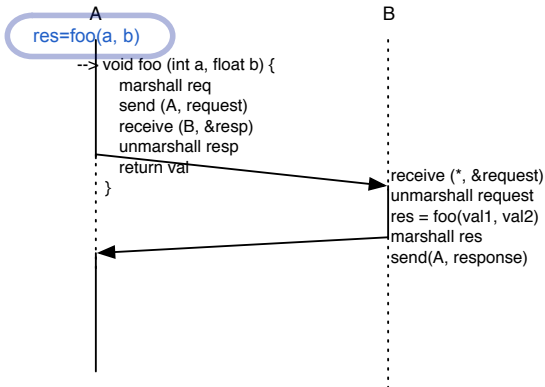 A
B
res=foo(a, b)
--> void foo (int a, float b) {
marshall req
send (A, request)
receive (B, &resp)
unmarshall resp
return val
}
receive (*, &request)
unmarshall request
res = foo(val1, val2)
marshall res
send(A, response)